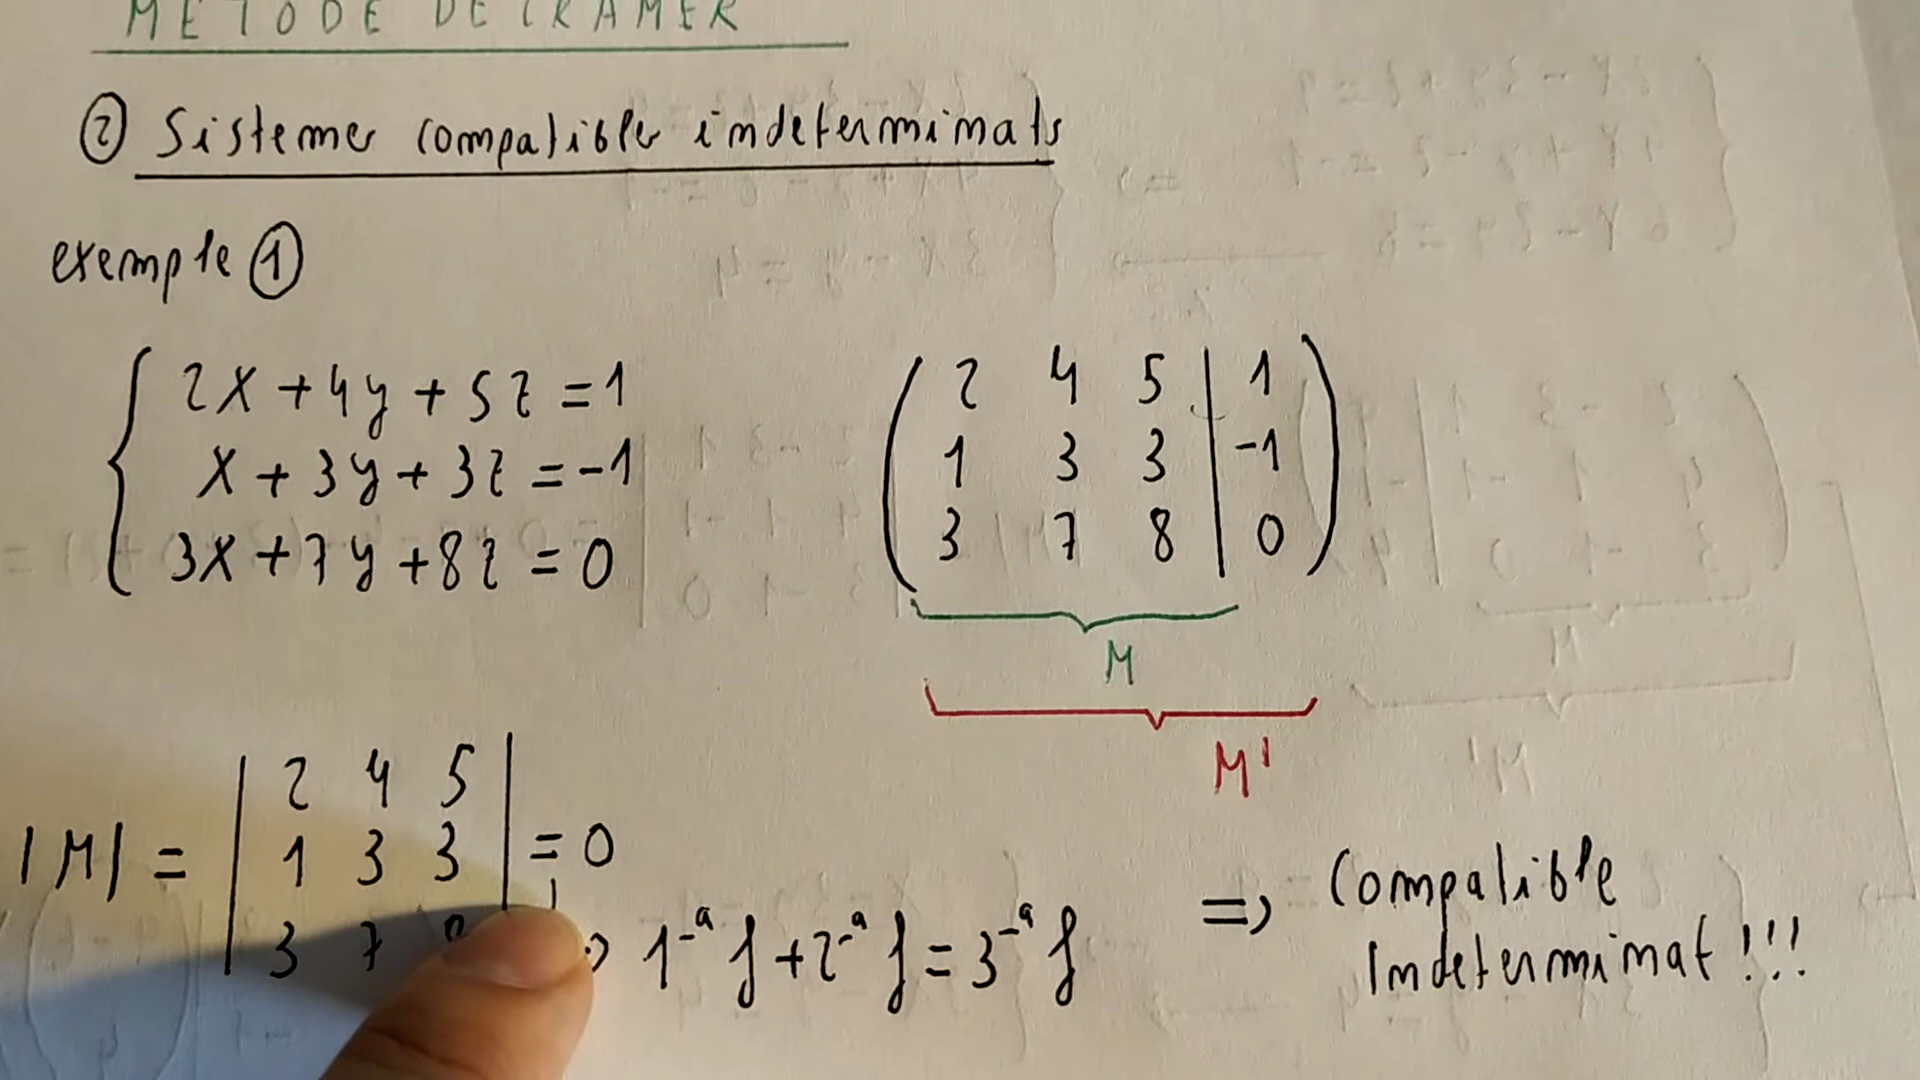 METODE DE CRAMER
② Sistemes compatibles indeterminats
exemple ①
2x + 4y + 5z = 1
x + 3y + 3z = -1
3x + 7y + 8z = 0
2 4 5 | 1
1 3 3 | -1
3 7 8 | 0
M
M'
|M| = | 2 4 5 |
| 1 3 3 | = 0
3 7
1ª f + 2ª f = 3ª f
=> Compatible
Indeterminat!!!